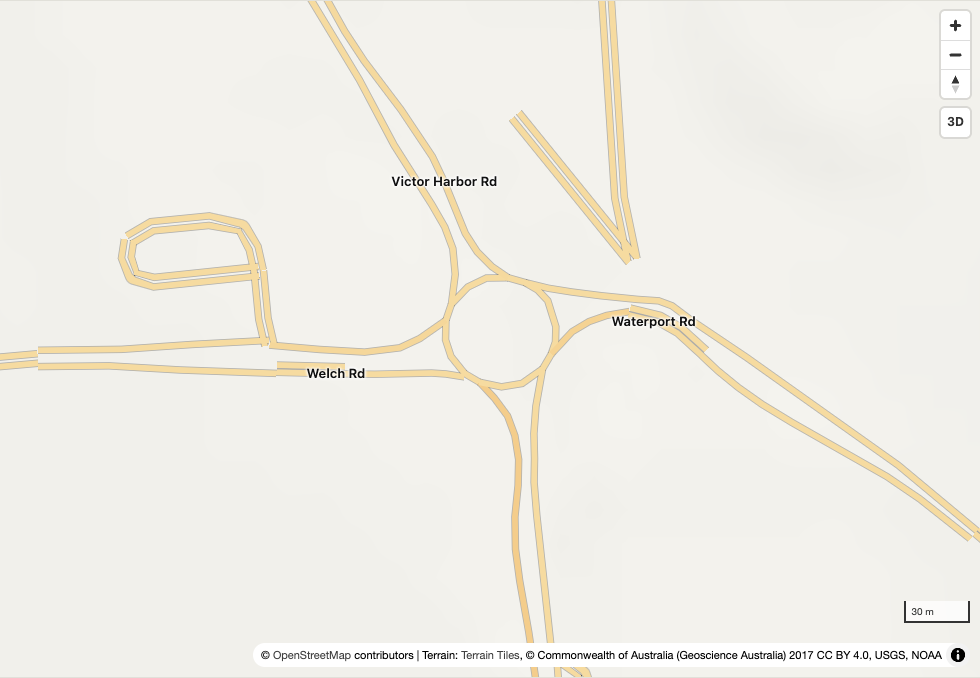 3D
Victor Harbor Rd
Waterport Rd
Welch Rd
30 m
© OpenStreetMap contributors | Terrain: Terrain Tiles, © Commonwealth of Australia (Geoscience Australia) 2017 CC BY 4.0, USGS, NOAA